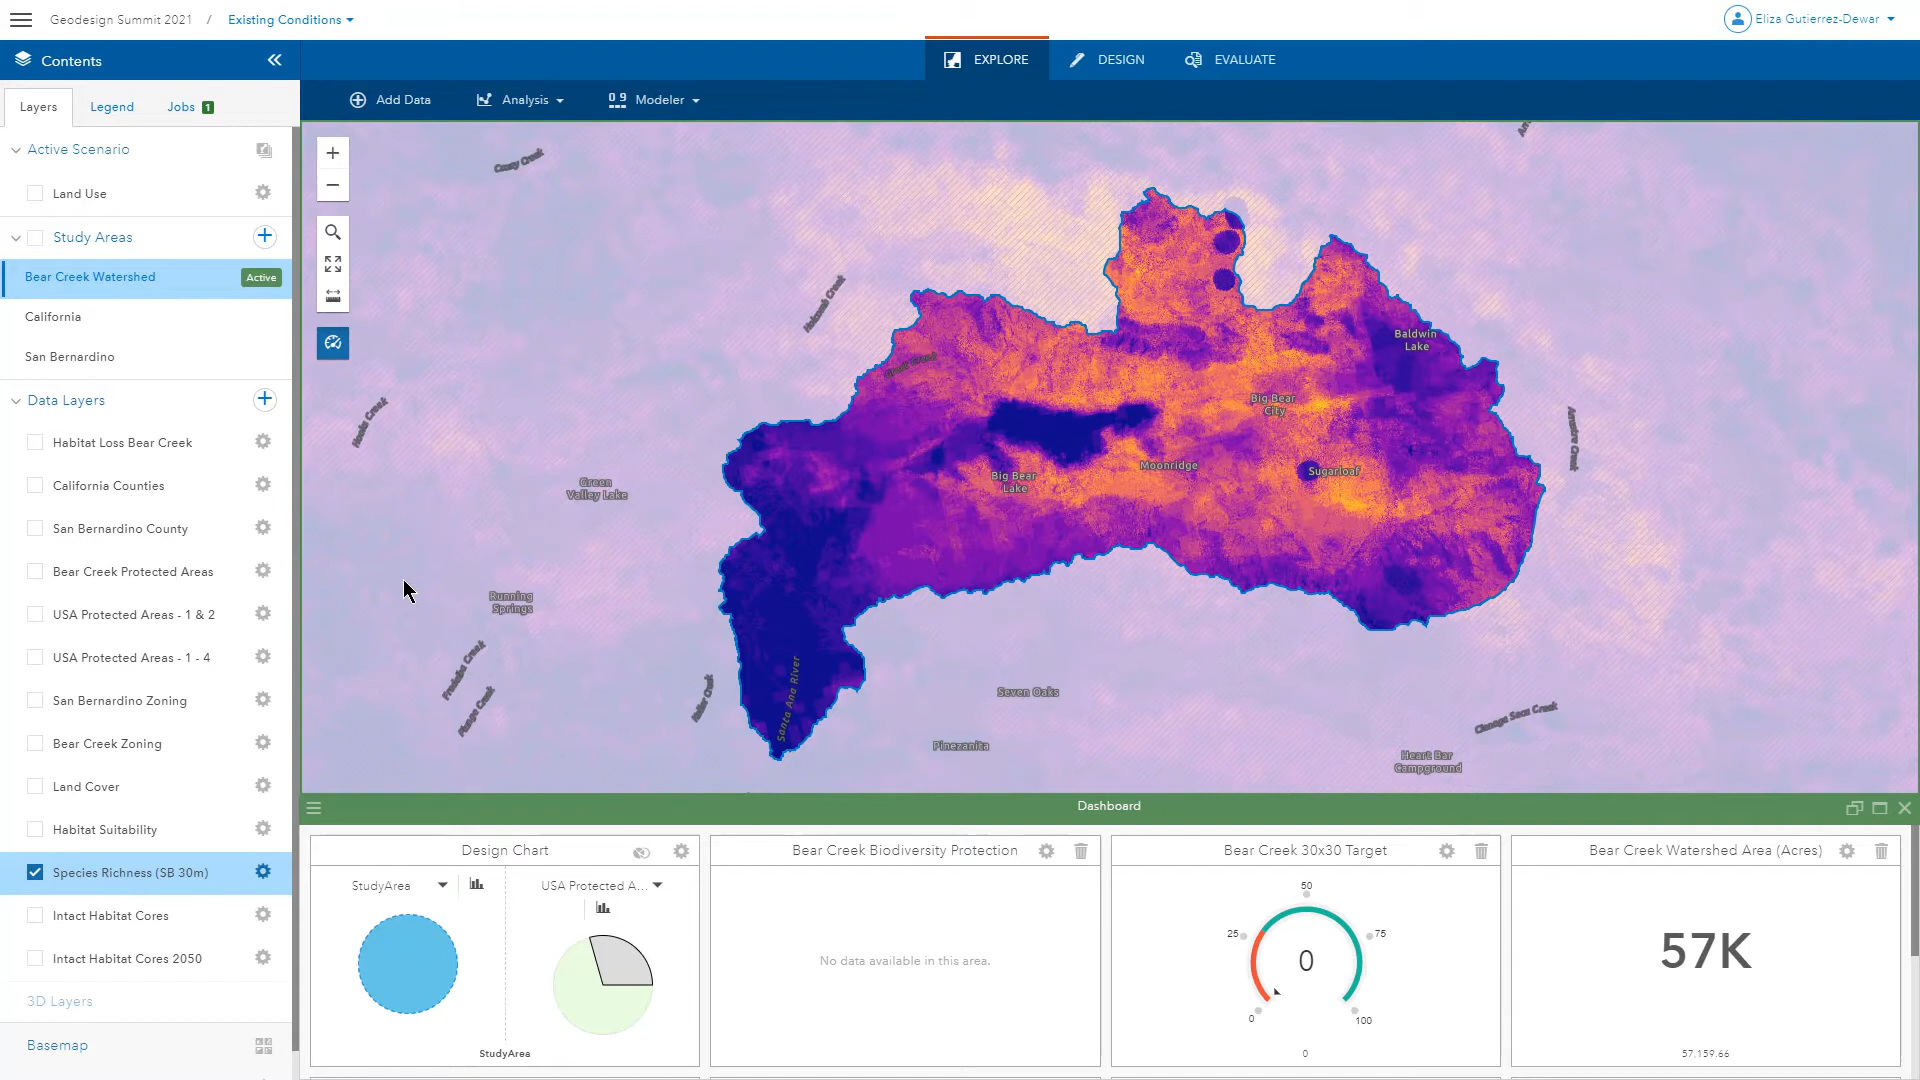 Geodesign Summit 2021 / Existing Conditions
Eliza Gutierrez-Dewar
Contents
EXPLORE
DESIGN
EVALUATE
Layers
Legend
Jobs 1
Add Data
Analysis
Modeler
Active Scenario
Land Use
Study Areas
Bear Creek Watershed Active
California
San Bernardino
Data Layers
Habitat Loss Bear Creek
California Counties
San Bernardino County
Bear Creek Protected Areas
USA Protected Areas - 1 & 2
USA Protected Areas - 1 - 4
San Bernardino Zoning
Bear Creek Zoning
Land Cover
Habitat Suitability
Species Richness (SB 30m)
Intact Habitat Cores
Intact Habitat Cores 2050
3D Layers
Basemap
Holcomb Creek
Baldwin
Lake
Big Bear
City
Green
Valley Lake
Big Bear
Lake
Moonridge
Sugarloaf
Running
Springs
Santa Ana River
Seven Oaks
Pinezanita
Heart Bar
Campground
Dashboard
Design Chart
StudyArea
USA Protected A...
StudyArea
Bear Creek Biodiversity Protection
No data available in this area.
Bear Creek 30x30 Target
50
25
75
0
0
100
0
Bear Creek Watershed Area (Acres)
57K
57,159.66